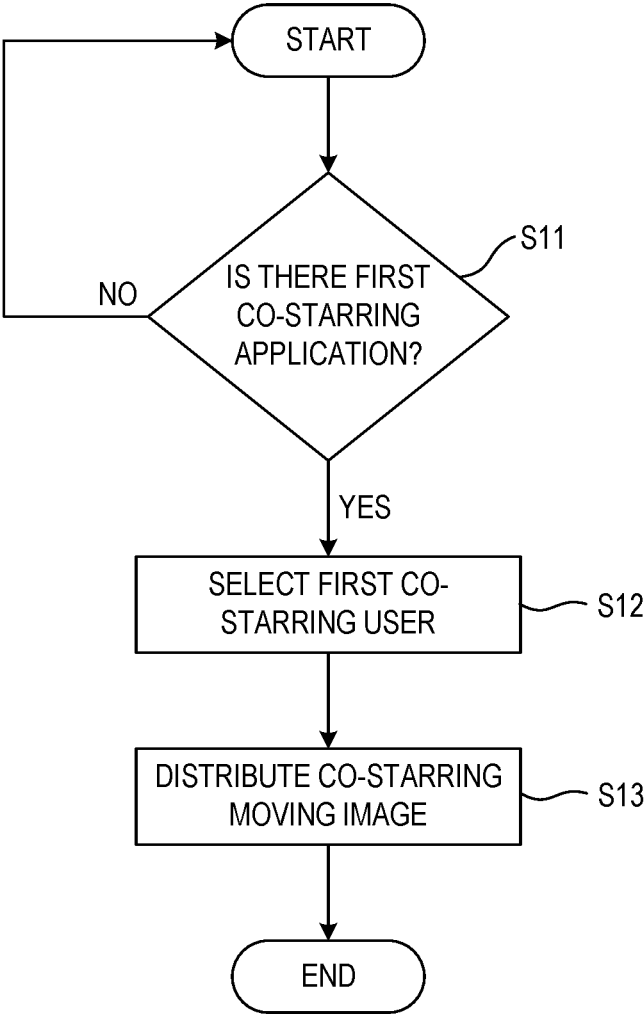 START
S11
IS THERE FIRST
CO-STARRING
APPLICATION?
NO
YES
SELECT FIRST CO-
STARRING USER
S12
DISTRIBUTE CO-STARRING
MOVING IMAGE
S13
END